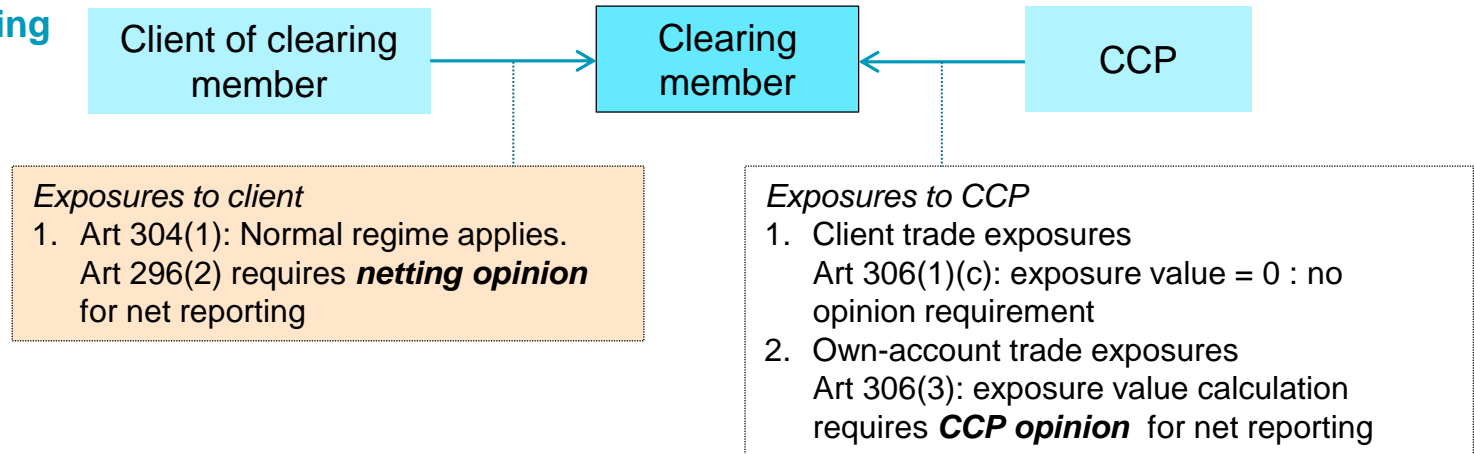 ing
Client of clearing
member
Clearing
member
CCP
Exposures to client
1. Art 304(1): Normal regime applies.
Art 296(2) requires netting opinion
for net reporting
Exposures to CCP
1. Client trade exposures
Art 306(1)(c): exposure value = 0 : no
opinion requirement
2. Own-account trade exposures
Art 306(3): exposure value calculation
requires CCP opinion for net reporting